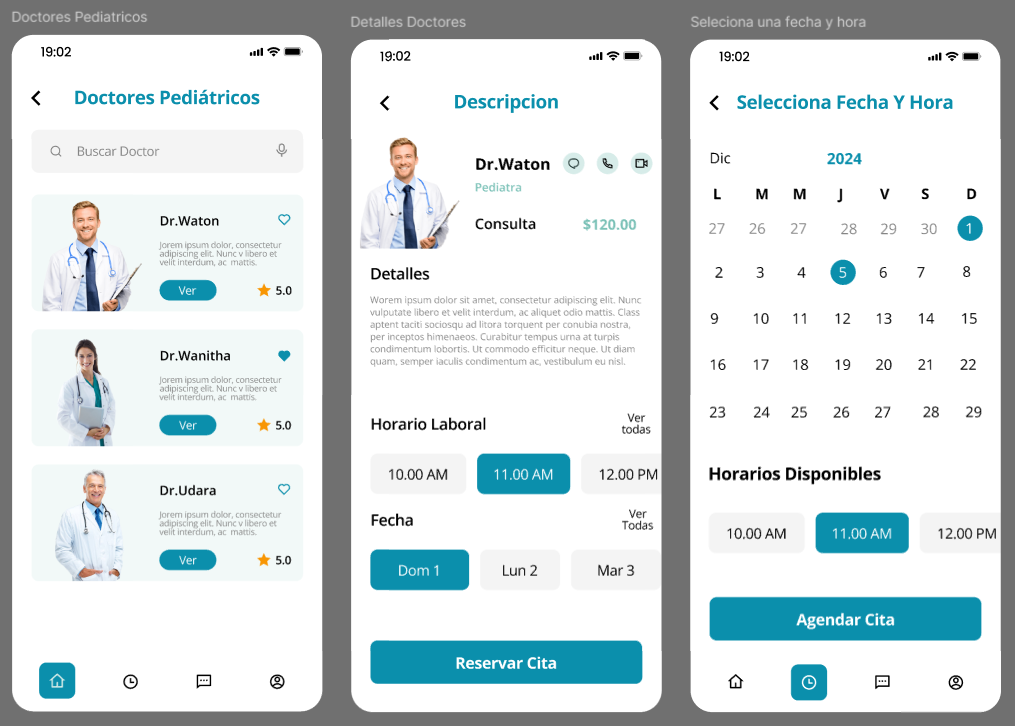 Doctores Pediatricos
19:02
Doctores Pediátricos
Buscar Doctor
Dr.Waton
Jorem ipsum dolor, consectetur
adipiscing elit. Nunc v libero et
velit interdum, ac mattis.
Ver
5.0
Dr.Wanitha
Jorem ipsum dolor, consectetur
adipiscing elit. Nunc v libero et
velit interdum, ac mattis.
Ver
5.0
Dr.Udara
Jorem ipsum dolor, consectetur
adipiscing elit. Nunc v libero et
velit interdum, ac mattis.
Ver
5.0
Detalles Doctores
19:02
Descripcion
Dr.Waton
Pediatra
Consulta $120.00
Detalles
Worem ipsum dolor sit amet, consectetur adipiscing elit. Nunc
vulputate libero et velit interdum, ac aliquet odio mattis. Class
aptent taciti sociosqu ad litora torquent per conubia nostra,
per inceptos himenaeos. Curabitur tempus urna at turpis
condimentum lobortis. Ut commodo efficitur neque. Ut diam
quam, semper iaculis condimentum ac, vestibulum eu nisl.
Horario Laboral
Ver
todas
10.00 AM 11.00 AM 12.00 PM
Fecha
Ver
Todas
Dom 1 Lun 2 Mar 3
Reservar Cita
Seleciona una fecha y hora
19:02
Selecciona Fecha Y Hora
Dic 2024
L M M J V S D
27 26 27 28 29 30 1
2 3 4 5 6 7 8
9 10 11 12 13 14 15
16 17 18 19 20 21 22
23 24 25 26 27 28 29
Horarios Disponibles
10.00 AM 11.00 AM 12.00 PM
Agendar Cita